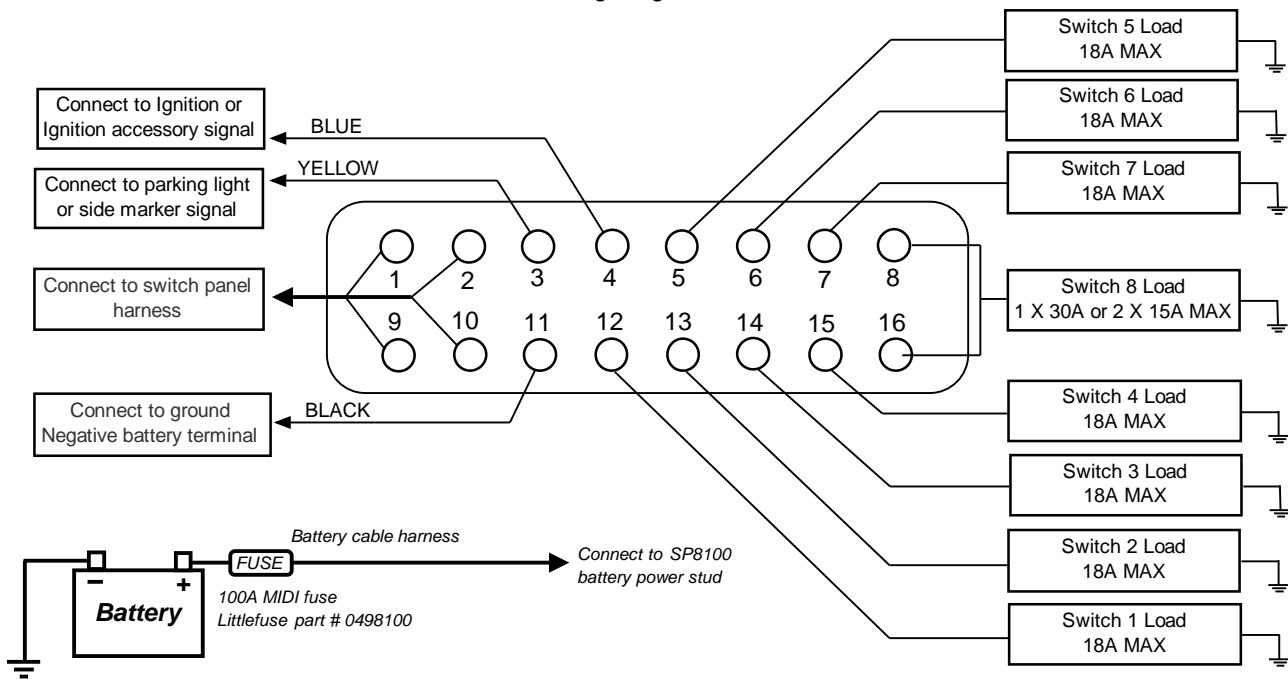 Switch 5 Load
18A MAX
Connect to Ignition or
Ignition accessory signal
BLUE
Switch 6 Load
18A MAX
YELLOW
Connect to parking light
or side marker signal
Switch 7 Load
18A MAX
1 2 3 4 5 6 7 8
Connect to switch panel
harness
Switch 8 Load
1 X 30A or 2 X 15A MAX
9 10 11 12 13 14 15 16
Connect to ground
Negative battery terminal
BLACK
Switch 4 Load
18A MAX
Switch 3 Load
18A MAX
Battery cable harness
FUSE
Connect to SP8100
battery power stud
Switch 2 Load
18A MAX
– +
Battery
100A MIDI fuse
Littlefuse part # 0498100
Switch 1 Load
18A MAX